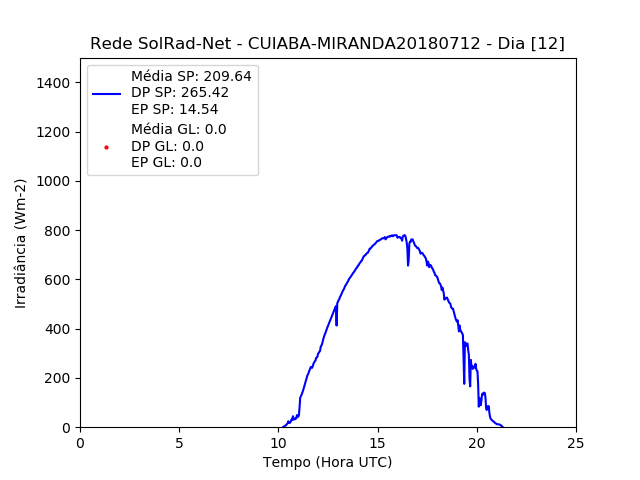 Rede SolRad-Net - CUIABA-MIRANDA20180712 - Dia [12]
Média SP: 209.64
DP SP: 265.42
EP SP: 14.54
Média GL: 0.0
DP GL: 0.0
EP GL: 0.0
1400
1200
1000
800
600
400
200
0
Irradiância (Wm-2)
0 5 10 15 20 25
Tempo (Hora UTC)